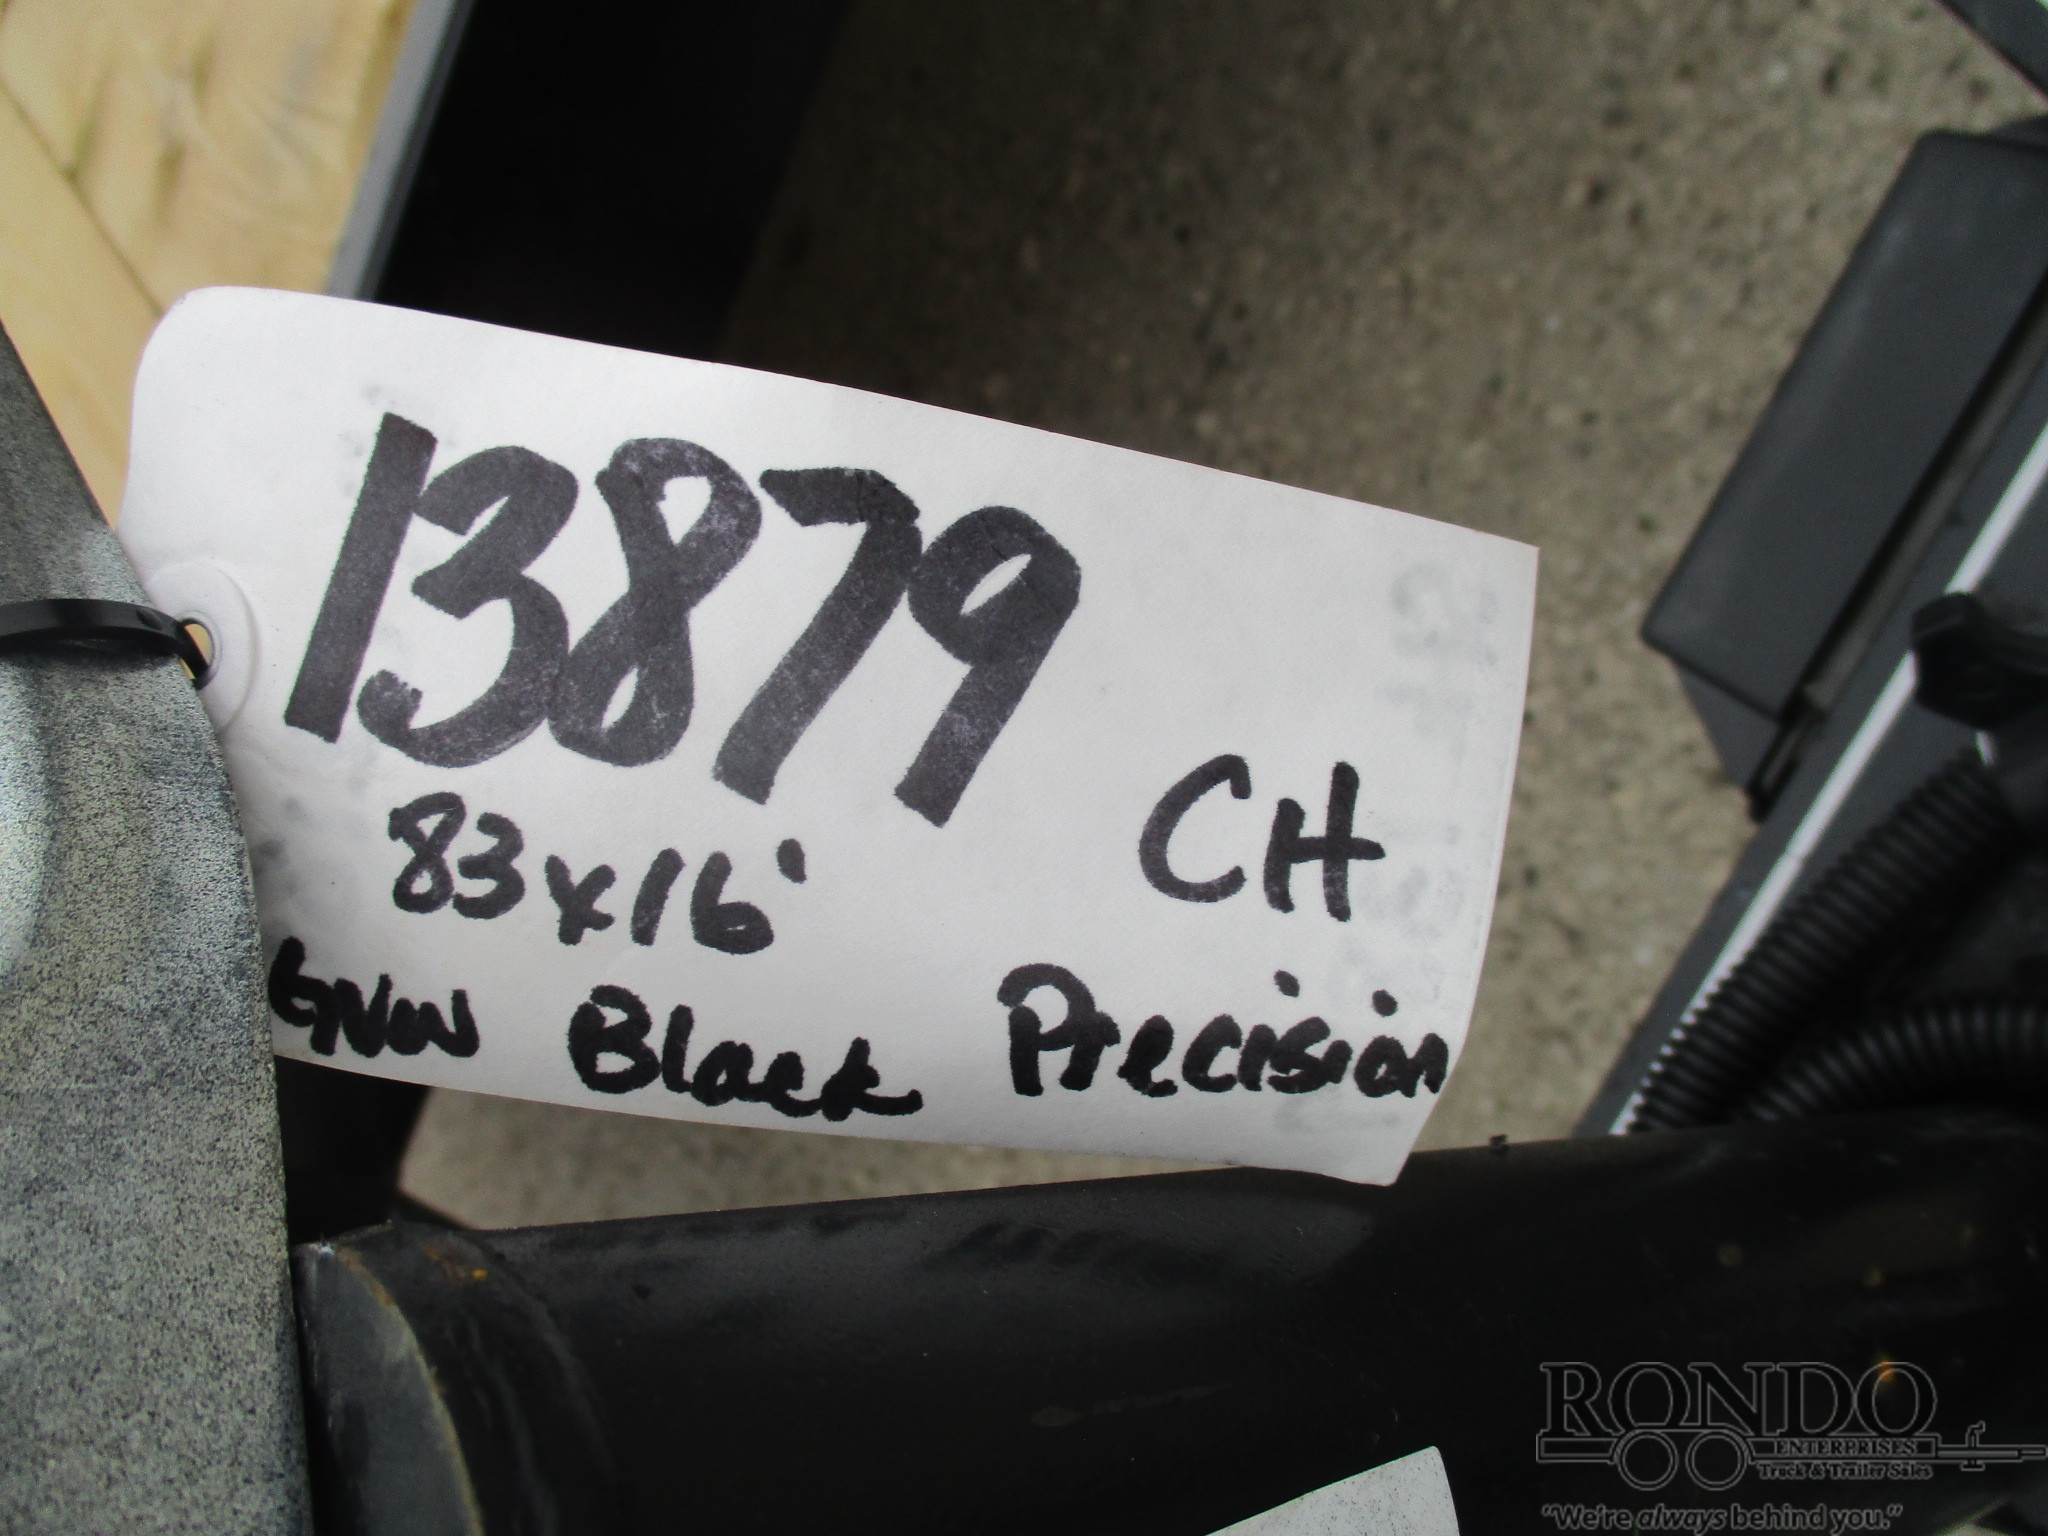 13879
83x16' CH
GNW Black Precision
RONDO
ENTERPRISES
Truck & Trailer Sales
"We're always behind you."